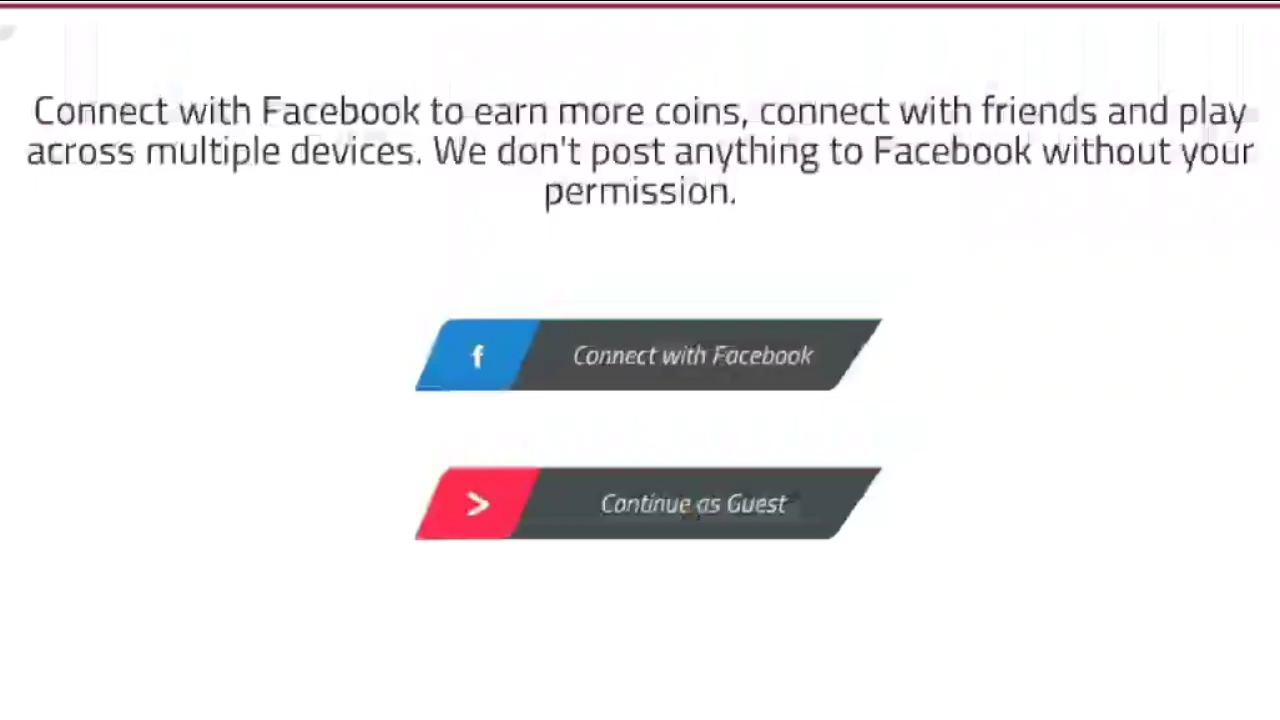 Connect with Facebook to earn more coins, connect with friends and play
across multiple devices. We don't post anything to Facebook without your
permission.
f Connect with Facebook
> Continue as Guest